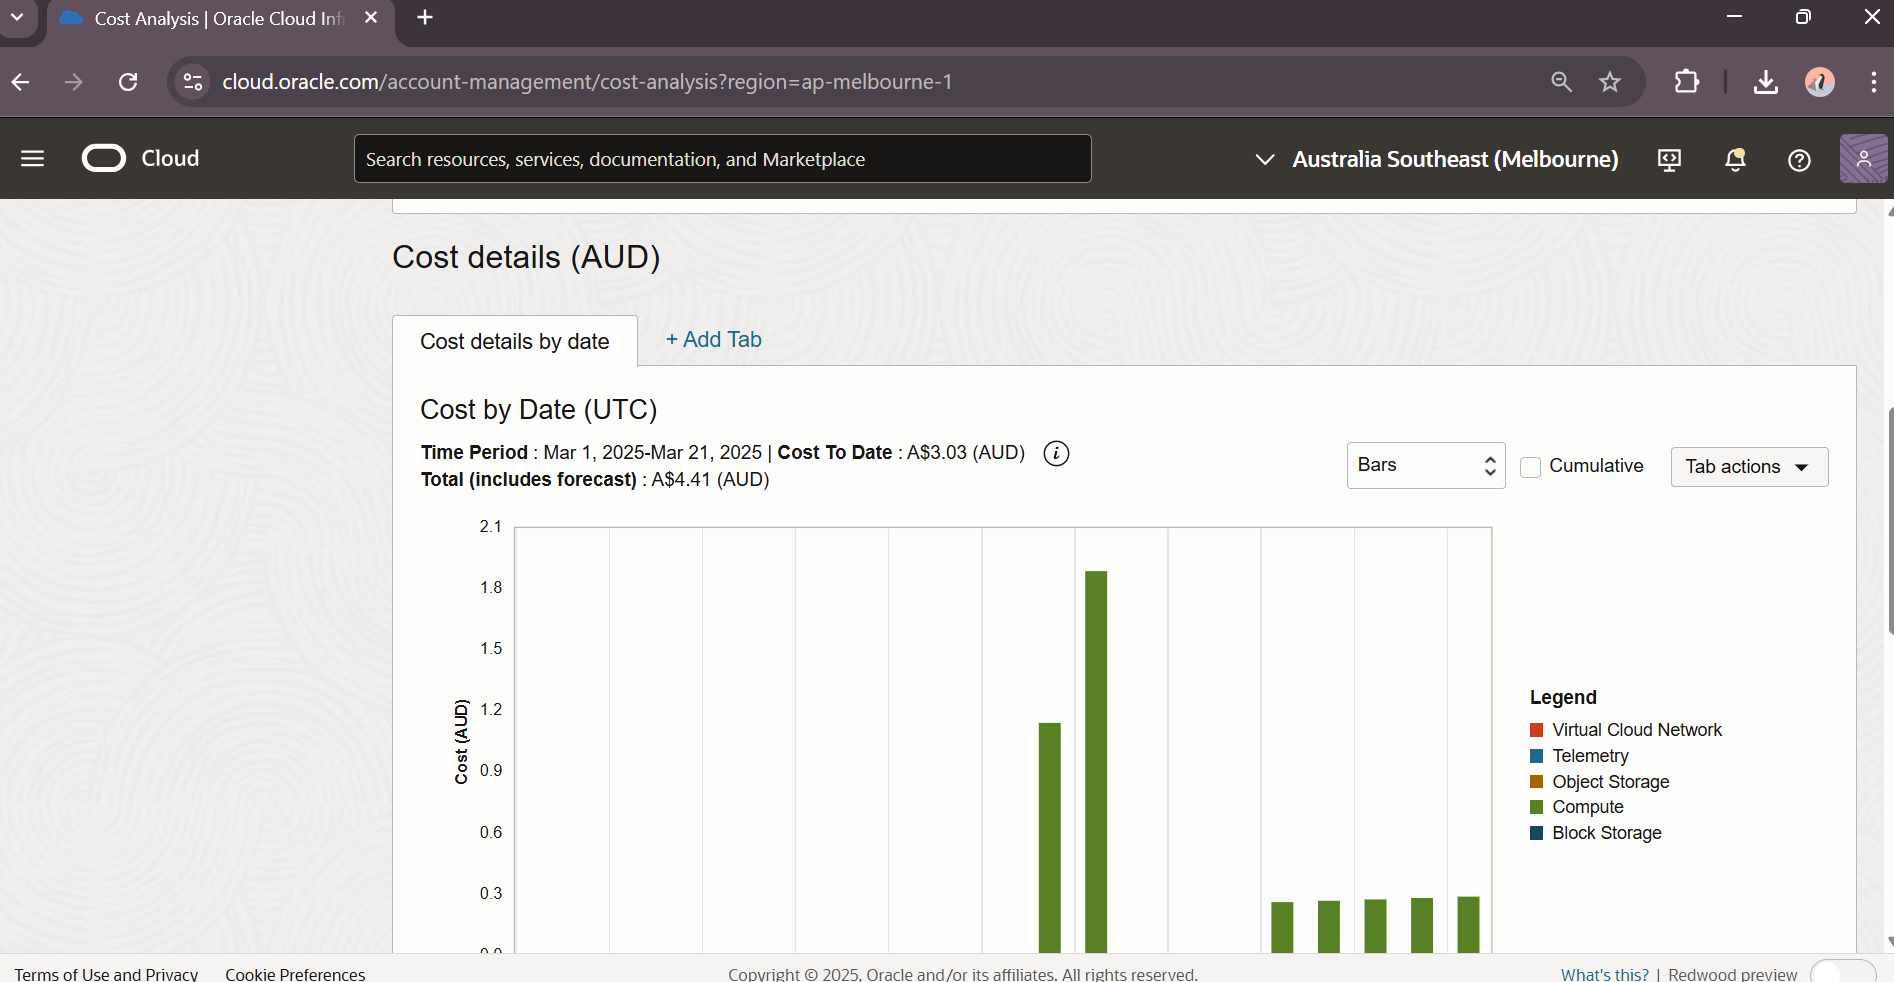 Cost Analysis | Oracle Cloud Inf
cloud.oracle.com/account-management/cost-analysis?region=ap-melbourne-1
Cloud
Search resources, services, documentation, and Marketplace
Australia Southeast (Melbourne)
Cost details (AUD)
Cost details by date
+ Add Tab
Cost by Date (UTC)
Time Period : Mar 1, 2025-Mar 21, 2025 | Cost To Date : A$3.03 (AUD)
Total (includes forecast) : A$4.41 (AUD)
Bars
Cumulative
Tab actions
2.1
1.8
1.5
1.2
0.9
0.6
0.3
0.0
Cost (AUD)
Legend
Virtual Cloud Network
Telemetry
Object Storage
Compute
Block Storage
Terms of Use and Privacy
Cookie Preferences
Copyright © 2025, Oracle and/or its affiliates. All rights reserved.
What's this? | Redwood preview